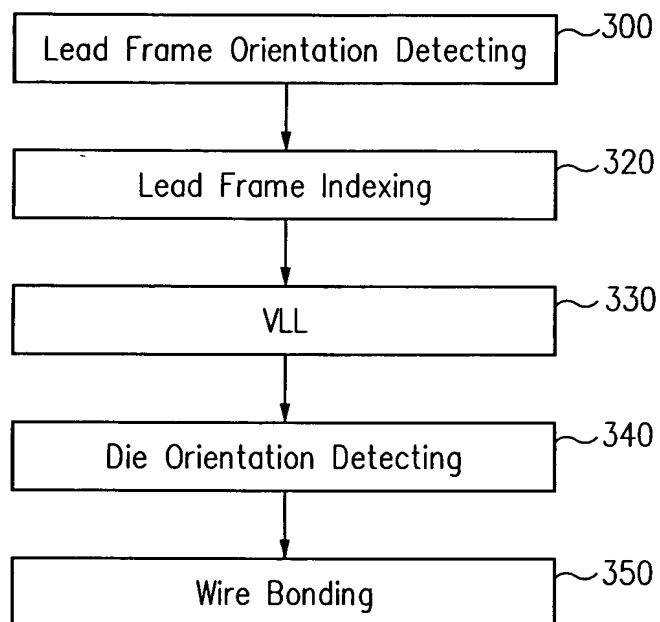 Lead Frame Orientation Detecting 300
Lead Frame Indexing 320
VLL 330
Die Orientation Detecting 340
Wire Bonding 350